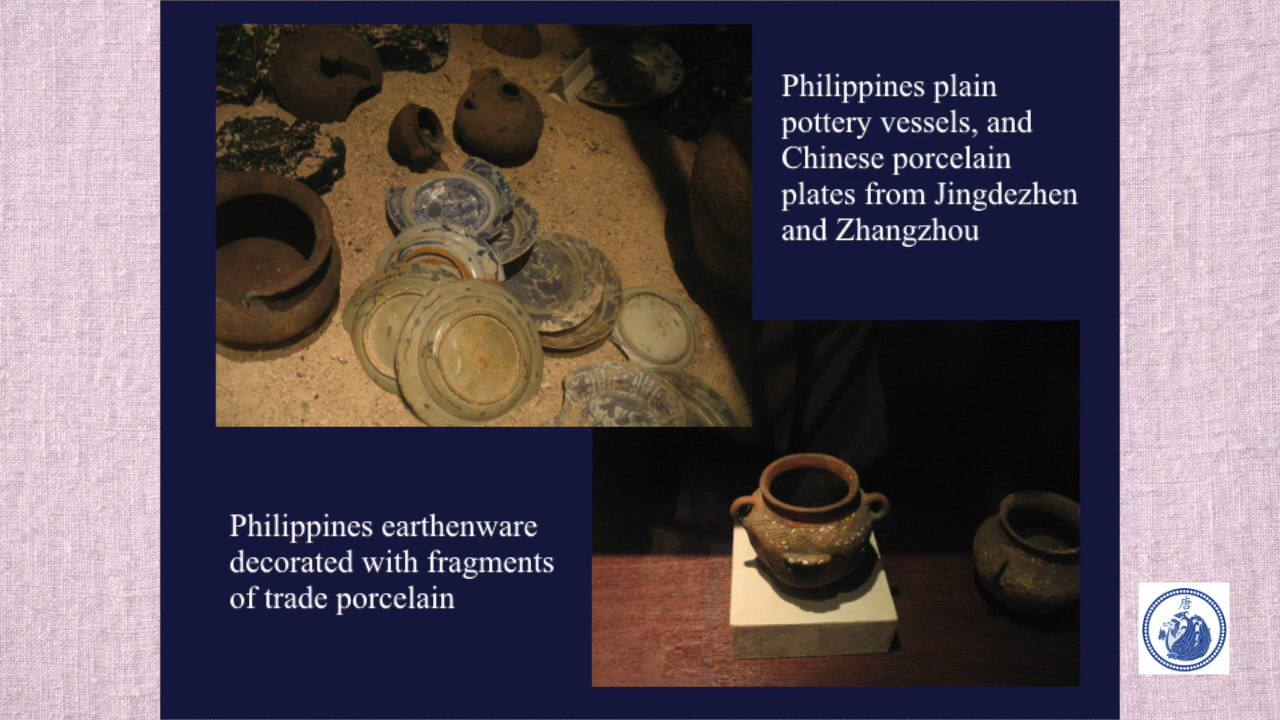 Philippines plain
pottery vessels, and
Chinese porcelain
plates from Jingdezhen
and Zhangzhou
Philippines earthenware
decorated with fragments
of trade porcelain
唐